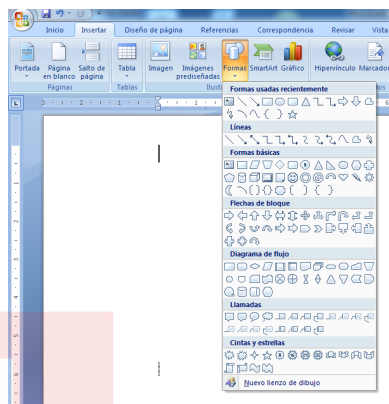 Inicio Insertar Diseño de página Referencias Correspondencia Revisar Vista
Portada Página en blanco Salto de página Tabla Imagen Imágenes prediseñadas Formas SmartArt Gráfico Hipervínculo Marcador
Páginas Tablas Ilust
Formas usadas recientemente
Líneas
Formas básicas
Flechas de bloque
Diagrama de flujo
Llamadas
Cintas y estrellas
Nuevo lienzo de dibujo